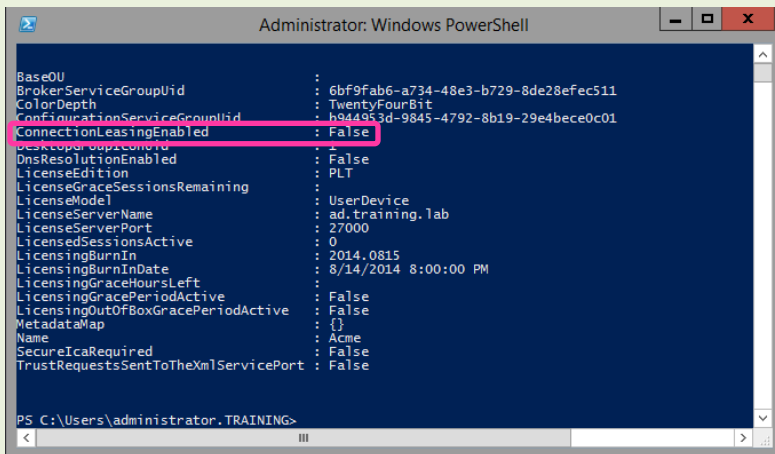 Administrator: Windows PowerShell
BaseOU :
BrokerServiceGroupUid : 6bf9fab6-a734-48e3-b729-8de28efec511
ColorDepth : TwentyFourBit
ConfigurationServiceGroupUid : b944953d-9845-4792-8b19-29e4bece0c01
ConnectionLeasingEnabled : False
DesktopGroupIconUid : 1
DnsResolutionEnabled : False
LicenseEdition : PLT
LicenseGraceSessionsRemaining :
LicenseModel : UserDevice
LicenseServerName : ad.training.lab
LicenseServerPort : 27000
LicensedSessionsActive : 0
LicensingBurnIn : 2014.0815
LicensingBurnInDate : 8/14/2014 8:00:00 PM
LicensingGraceHoursLeft :
LicensingGracePeriodActive : False
LicensingOutOfBoxGracePeriodActive : False
MetadataMap : {}
Name : Acme
SecureIcaRequired : False
TrustRequestsSentToTheXmlServicePort : False
PS C:\Users\administrator.TRAINING>